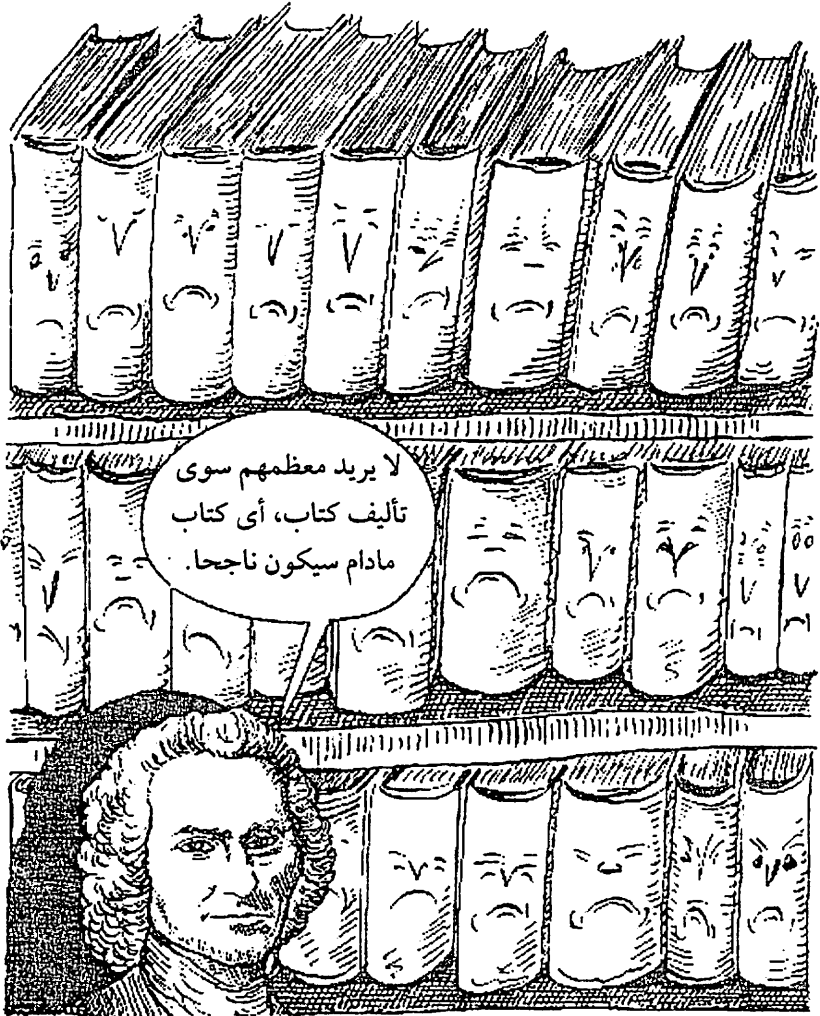 لا يريد معظمهم سوى
تأليف كتاب، أى كتاب
مادام سيكون ناجحا.